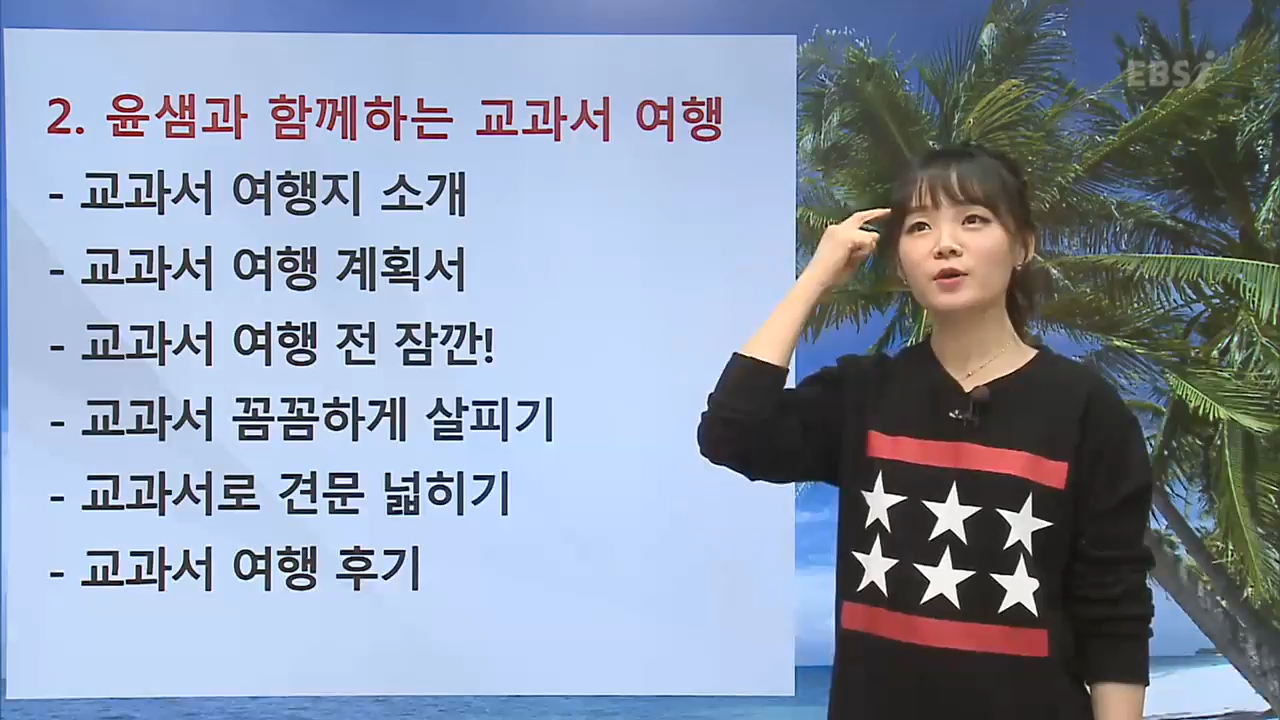 EBSi
2. 윤샘과 함께하는 교과서 여행
- 교과서 여행지 소개
- 교과서 여행 계획서
- 교과서 여행 전 잠깐!
- 교과서 꼼꼼하게 살피기
- 교과서로 견문 넓히기
- 교과서 여행 후기